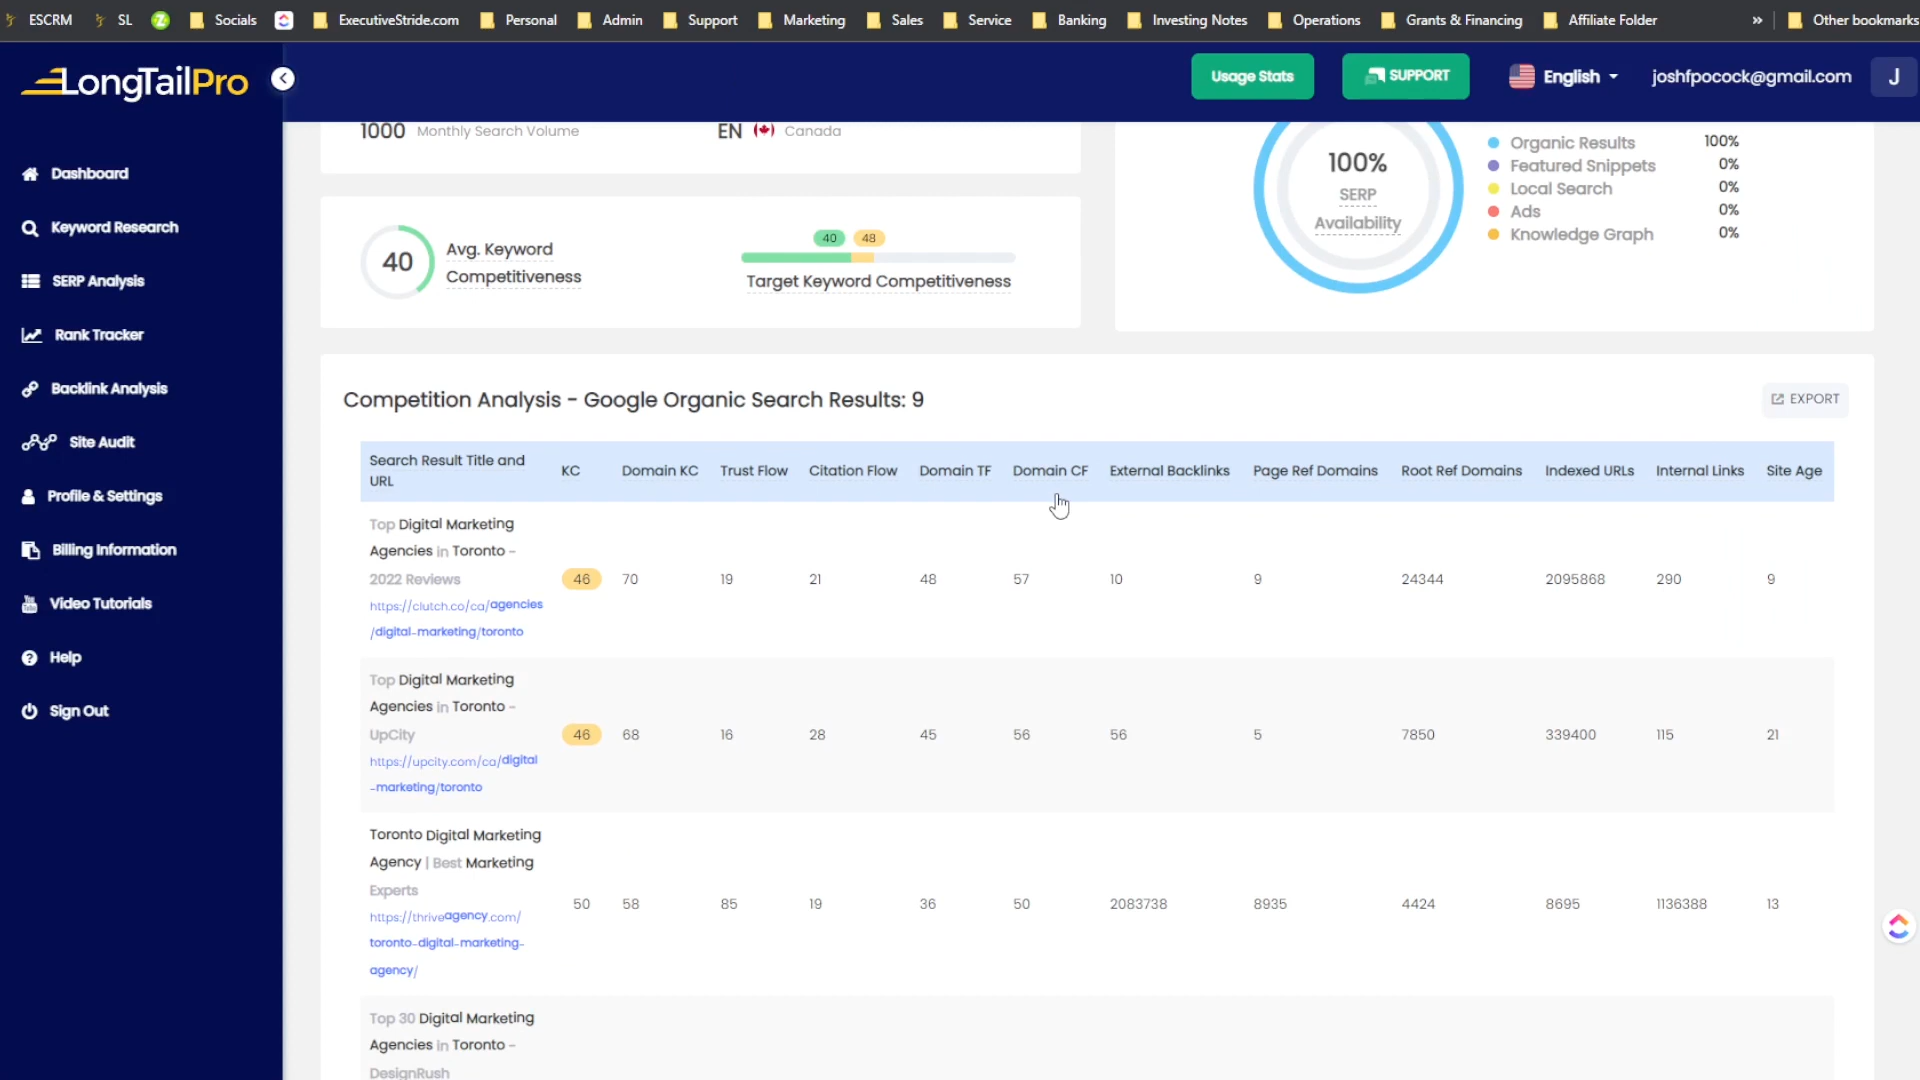 ESCRM SL Socials ExecutiveStride.com Personal Admin Support Marketing Sales Service Banking Investing Notes Operations Grants & Financing Affiliate Folder » Other bookmarks
LongTailPro
Usage Stats SUPPORT English joshfpocock@gmail.com J
Dashboard
Keyword Research
SERP Analysis
Rank Tracker
Backlink Analysis
Site Audit
Profile & Settings
Billing Information
Video Tutorials
Help
Sign Out
1000 Monthly Search Volume EN Canada
40 Avg. Keyword
Competitiveness
40 48
Target Keyword Competitiveness
100%
SERP
Availability
Organic Results 100%
Featured Snippets 0%
Local Search 0%
Ads 0%
Knowledge Graph 0%
Competition Analysis - Google Organic Search Results: 9
EXPORT
Search Result Title and
URL
KC Domain KC Trust Flow Citation Flow Domain TF Domain CF External Backlinks Page Ref Domains Root Ref Domains Indexed URLs Internal Links Site Age
Top Digital Marketing
Agencies in Toronto -
2022 Reviews
https://clutch.co/ca/agencies
/digital-marketing/toronto
46 70 19 21 48 57 10 9 24344 2095868 290 9
Top Digital Marketing
Agencies in Toronto -
UpCity
https://upcity.com/ca/digital
-marketing/toronto
46 68 16 28 45 56 56 5 7850 339400 115 21
Toronto Digital Marketing
Agency | Best Marketing
Experts
https://thriveagency.com/
toronto-digital-marketing-
agency/
50 58 85 19 36 50 2083738 8935 4424 8695 1136388 13
Top 30 Digital Marketing
Agencies in Toronto -
DesignRush